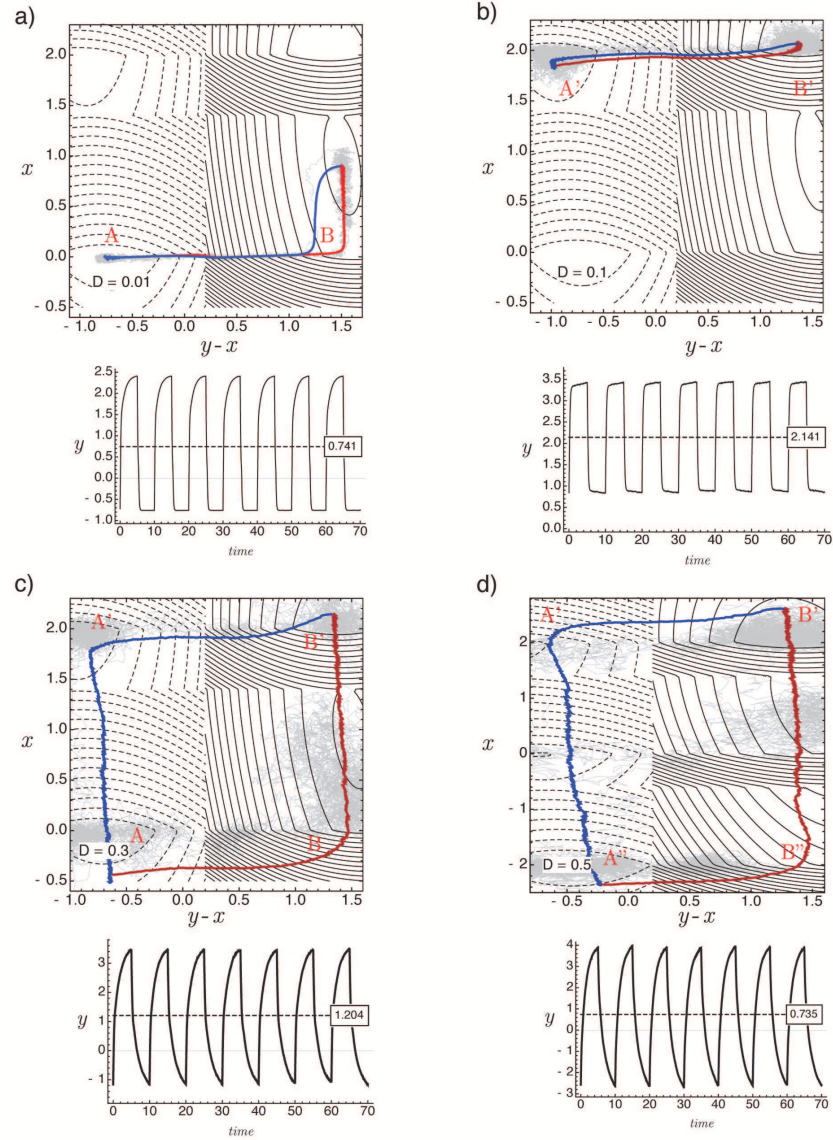 a)
2.0
1.5
x
1.0
0.5
0.0
- 0.5
A
B
D = 0.01
- 1.0 - 0.5 0.0 0.5 1.0 1.5
y - x
2.5
2.0
1.5
1.0
y
0.5
0.0
- 0.5
- 1.0
0.741
0 10 20 30 40 50 60 70
time
b)
2.0
1.5
x
1.0
0.5
0.0
- 0.5
A'
B'
D = 0.1
- 1.0 - 0.5 0.0 0.5 1.0 1.5
y - x
3.5
3.0
2.5
y
2.0
1.5
1.0
0.5
0.0
2.141
0 10 20 30 40 50 60 70
time
c)
2.0
1.5
x
1.0
0.5
0.0
- 0.5
A'
B'
A
B
D = 0.3
- 1.0 - 0.5 0.0 0.5 1.0 1.5
y - x
3
2
y
1
0
- 1
1.204
0 10 20 30 40 50 60 70
time
d)
2
1
x
0
- 1
- 2
A'
B'
A"
B"
D = 0.5
- 0.5 0.0 0.5 1.0 1.5
y - x
4
3
2
y
1
0
- 1
- 2
- 3
0.735
0 10 20 30 40 50 60 70
time